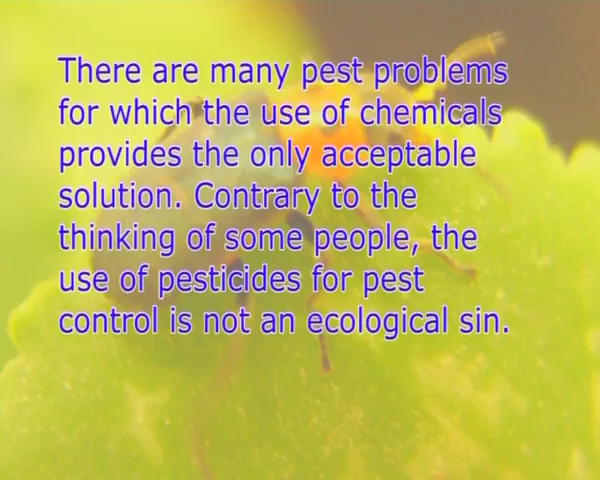 There are many pest problems
for which the use of chemicals
provides the only acceptable
solution. Contrary to the
thinking of some people, the
use of pesticides for pest
control is not an ecological sin.